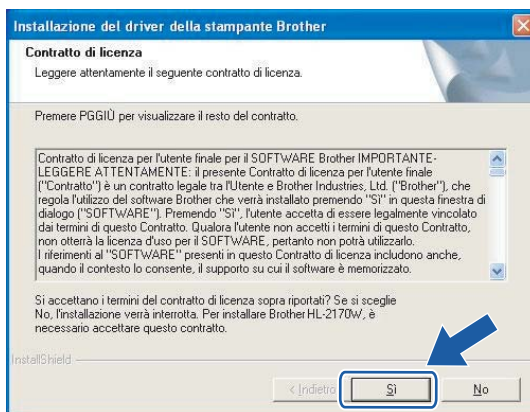 Installazione del driver della stampante Brother
Contratto di licenza
Leggere attentamente il seguente contratto di licenza.
Premere PGGIÙ per visualizzare il resto del contratto.
Contratto di licenza per l'utente finale per il SOFTWARE Brother IMPORTANTE-
LEGGERE ATTENTAMENTE: il presente Contratto di licenza per l'utente finale
("Contratto") è un contratto legale tra l'Utente e Brother Industries, Ltd. ("Brother"), che
regola l'utilizzo del software Brother che verrà installato premendo "Sì" in questa finestra di
dialogo ("SOFTWARE"). Premendo "Sì", l'utente accetta di essere legalmente vincolato
dai termini di questo Contratto. Qualora l'utente non accetti i termini di questo Contratto,
non otterrà la licenza d'uso per il SOFTWARE, pertanto non potrà utilizzarlo.
I riferimenti al "SOFTWARE" presenti in questo Contratto di licenza includono anche,
quando il contesto lo consente, il supporto su cui il software è memorizzato.
Si accettano i termini del contratto di licenza sopra riportati? Se si sceglie
No, l'installazione verrà interrotta. Per installare Brother HL-2170W, è
necessario accettare questo contratto.
InstallShield
< Indietro
Sì
No